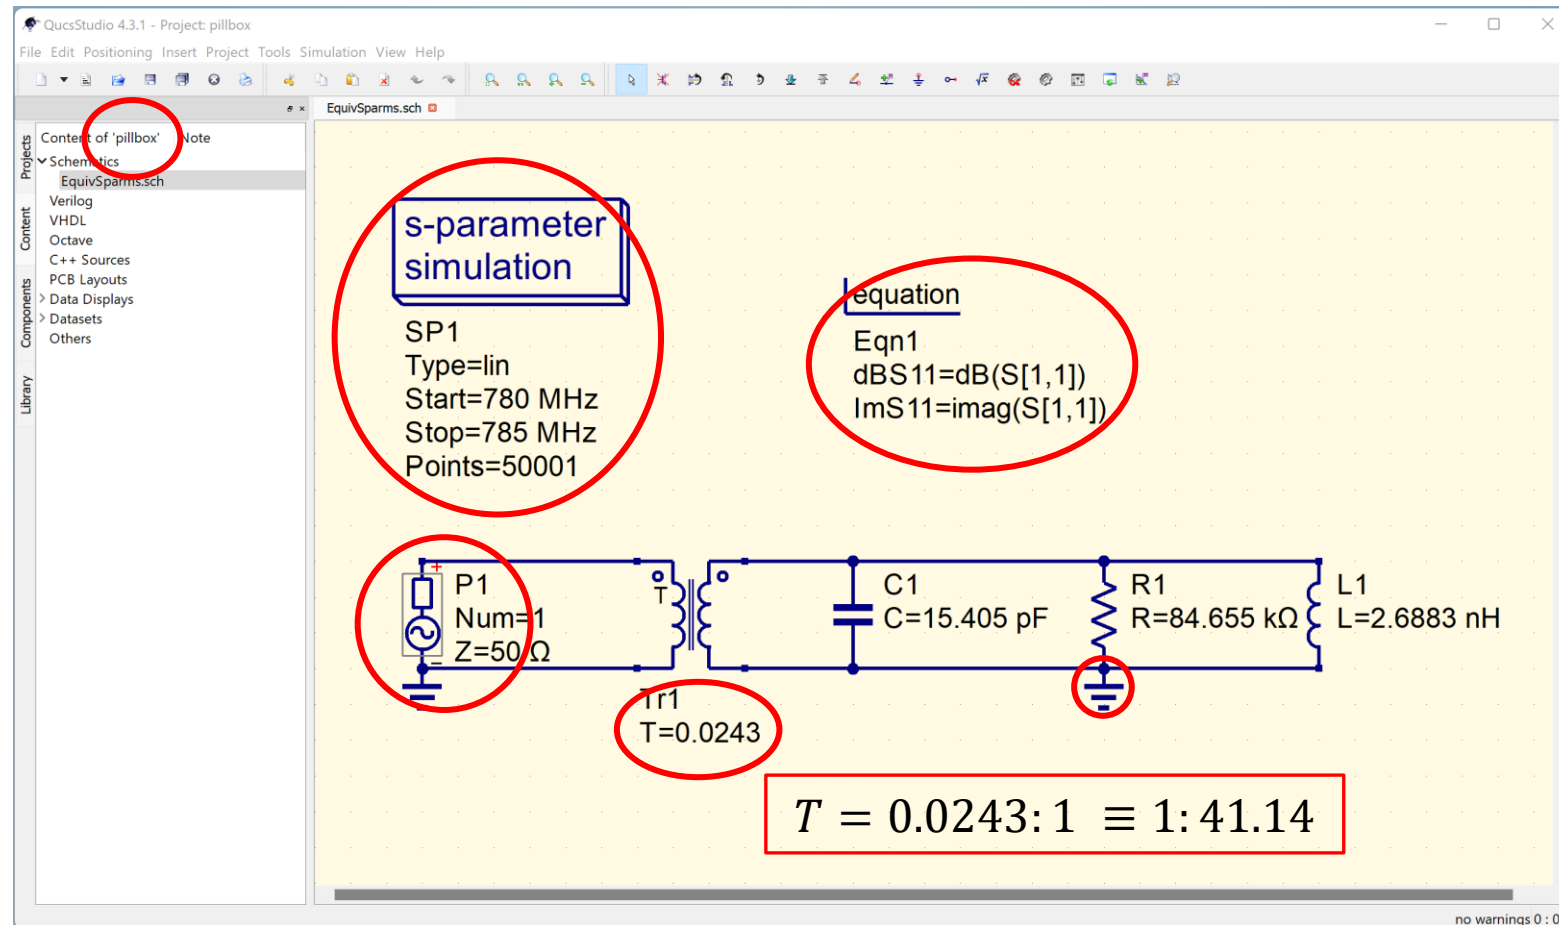 QucsStudio 4.3.1 - Project: pillbox
File Edit Positioning Insert Project Tools Simulation View Help
EquivSparms.sch
Projects
Content
Components
Library
Content of 'pillbox' Note
Schematics
EquivSparms.sch
Verilog
VHDL
Octave
C++ Sources
PCB Layouts
Data Displays
Datasets
Others
s-parameter
simulation
SP1
Type=lin
Start=780 MHz
Stop=785 MHz
Points=50001
equation
Eqn1
dBS11=dB(S[1,1])
ImS11=imag(S[1,1])
P1
Num=1
Z=50 Ω
T
Tr1
T=0.0243
C1
C=15.405 pF
R1
R=84.655 kΩ
L1
L=2.6883 nH
T = 0.0243: 1 ≡ 1: 41.14
no warnings 0 : 0